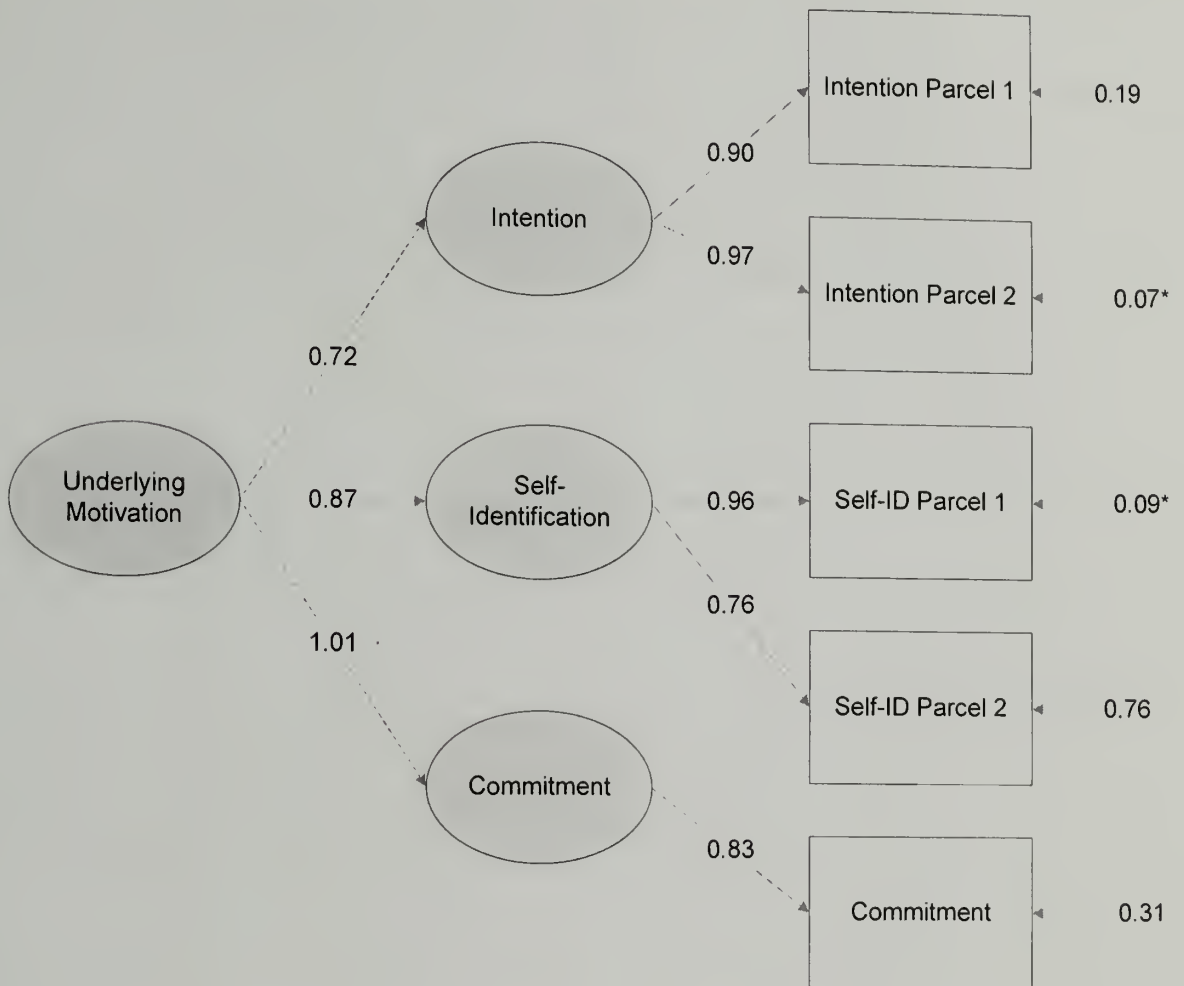 Intention Parcel 1
0.19
0.90
Intention
0.97
Intention Parcel 2
0.07*
0.72
Underlying
Motivation
0.87
Self-
Identification
0.96
Self-ID Parcel 1
0.09*
0.76
1.01
Self-ID Parcel 2
0.76
Commitment
0.83
Commitment
0.31